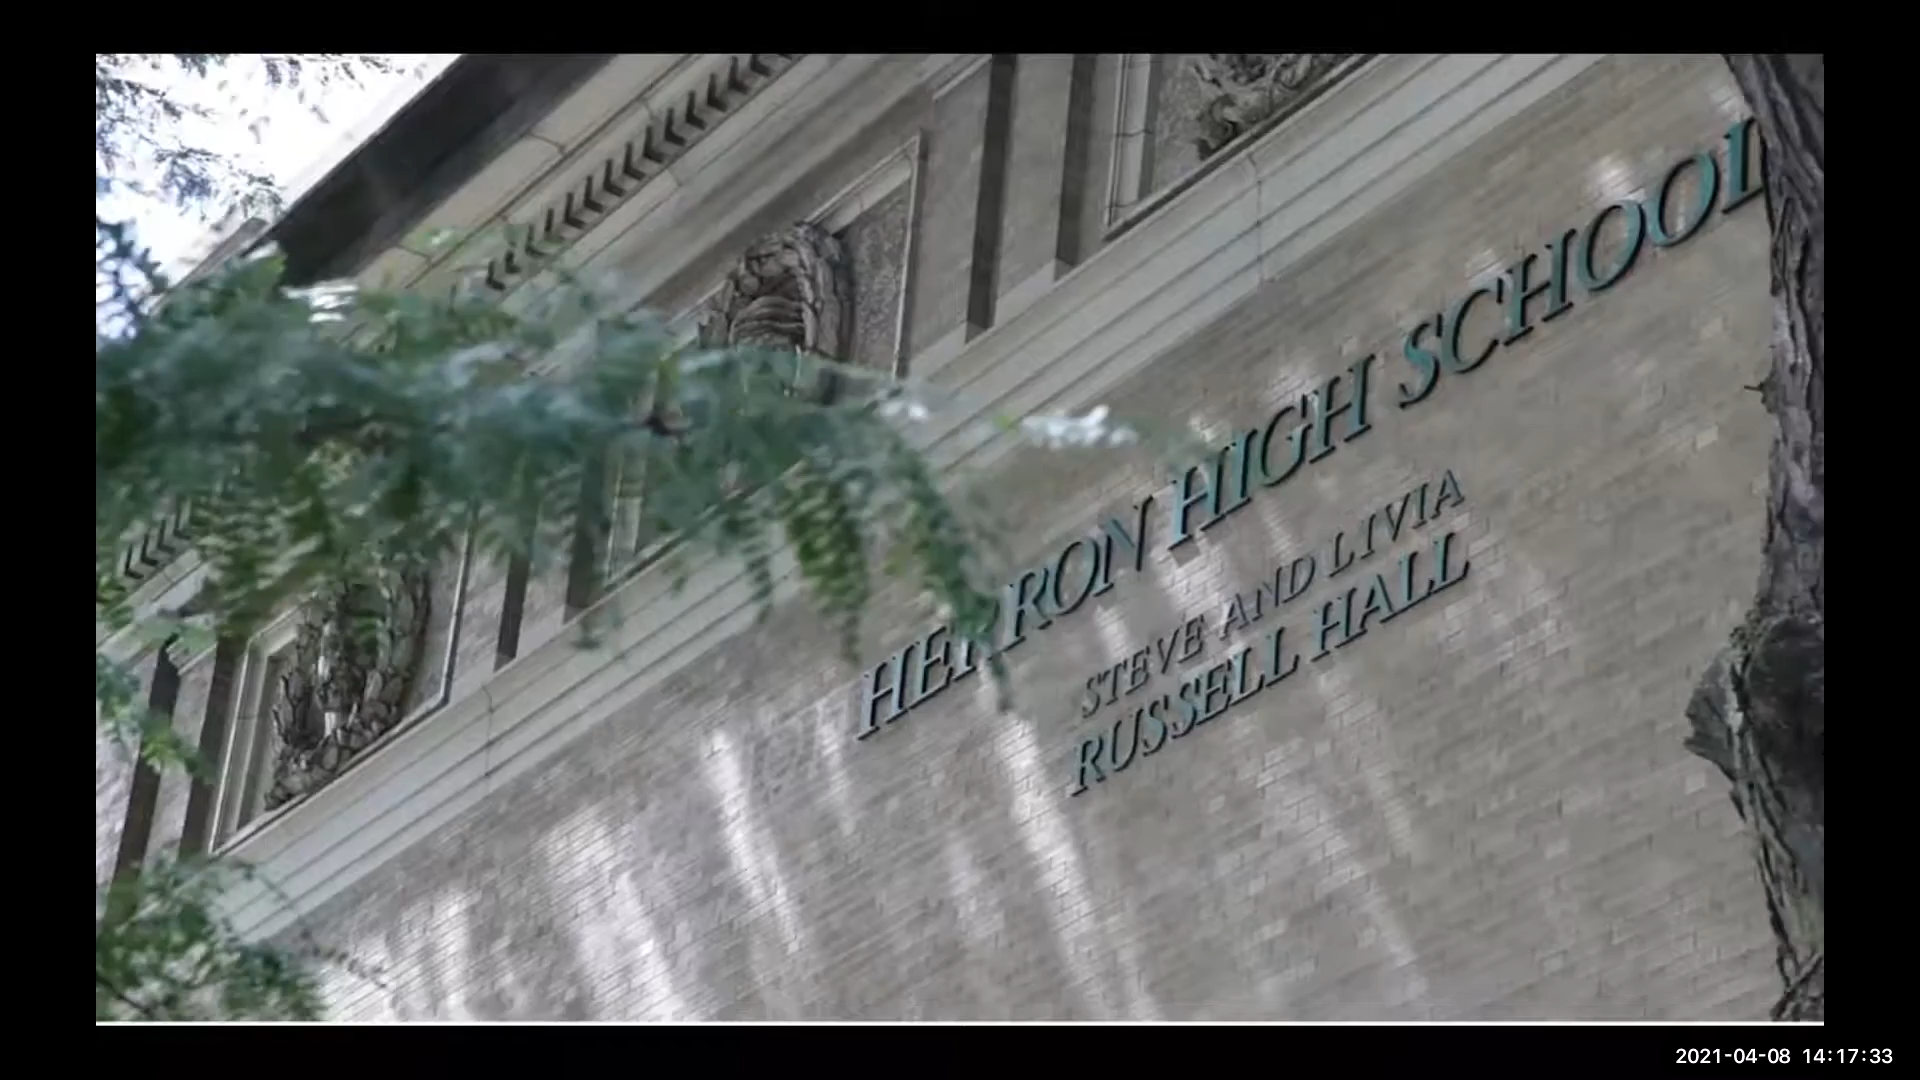 HERRON HIGH SCHOOL
STEVE AND LIVIA
RUSSELL HALL
2021-04-08 14:17:33